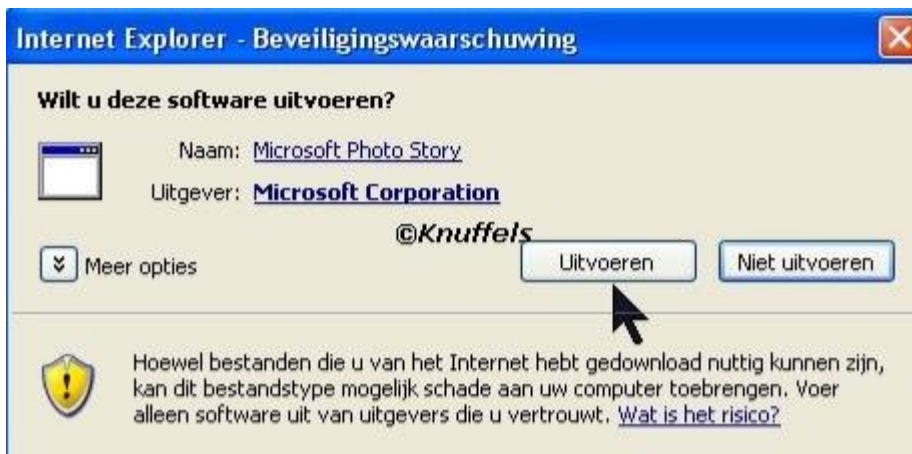 Internet Explorer - Beveiligingswaarschuwing
Wilt u deze software uitvoeren?
Naam: Microsoft Photo Story
Uitgever: Microsoft Corporation
©Knuffels
Meer opties
Uitvoeren
Niet uitvoeren
Hoewel bestanden die u van het Internet hebt gedownload nuttig kunnen zijn,
kan dit bestandstype mogelijk schade aan uw computer toebrengen. Voer
alleen software uit van uitgevers die u vertrouwt. Wat is het risico?